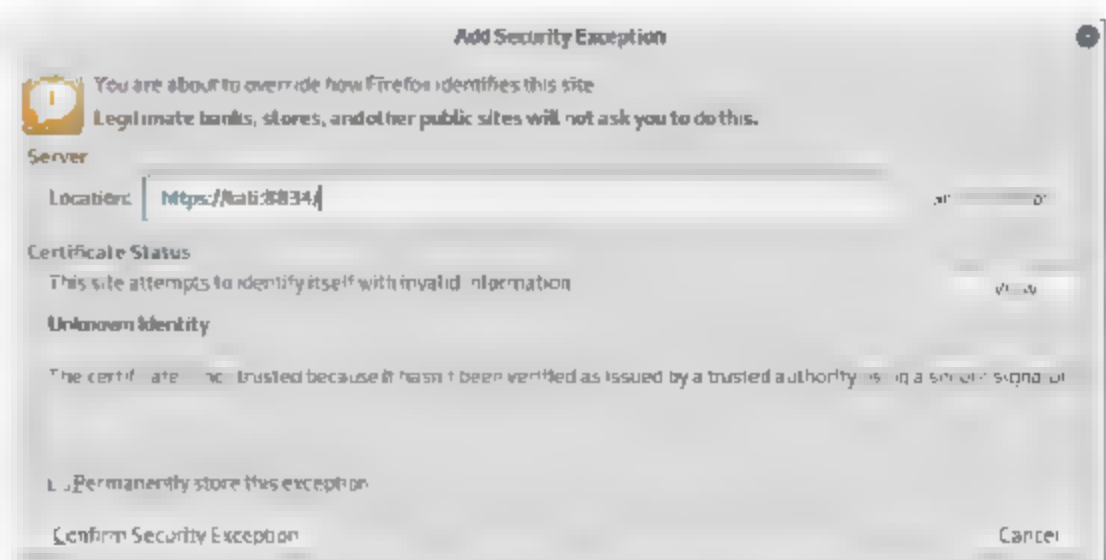 Add Security Exception
You are about to override how Firefox identifies this site
Legitimate banks, stores, and other public sites will not ask you to do this.
Server
Location: https://kali:8834/
Certificate Status
This site attempts to identify itself with invalid information
View
Unknown Identity
The certificate is not trusted because it hasn't been verified as issued by a trusted authority using a secure signatur
Permanently store this exception
Confirm Security Exception
Cancel